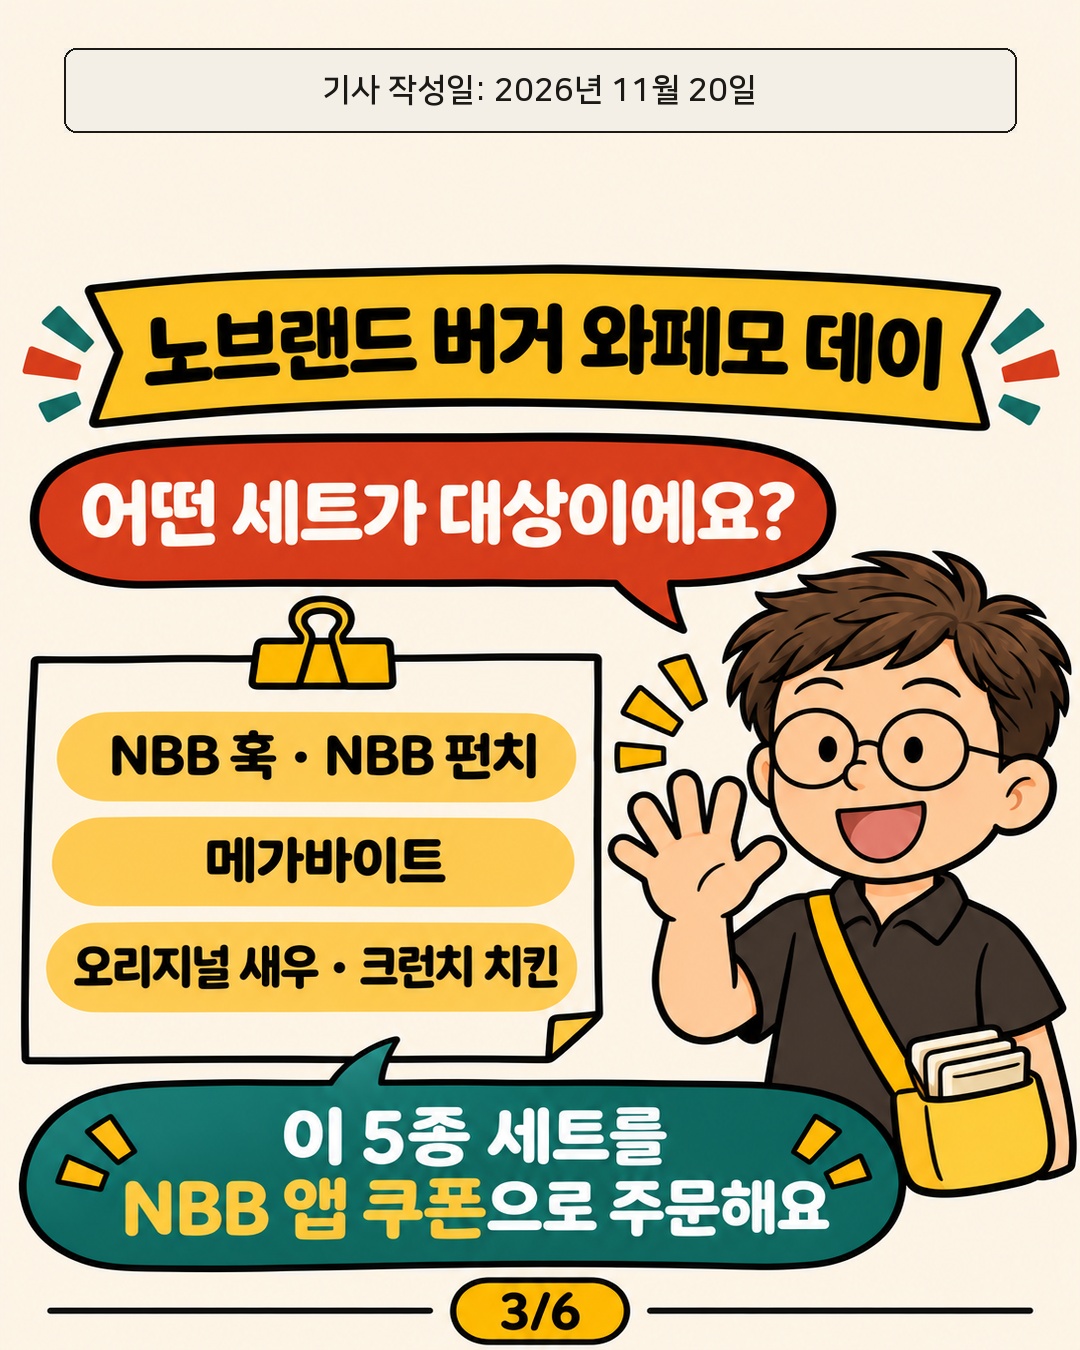 기사 작성일: 2026년 11월 20일
노브랜드 버거 와페모 데이
어떤 세트가 대상이에요?
NBB 훅 · NBB 펀치
메가바이트
오리지널 새우 · 크런치 치킨
이 5종 세트를
NBB 앱 쿠폰으로 주문해요
3/6